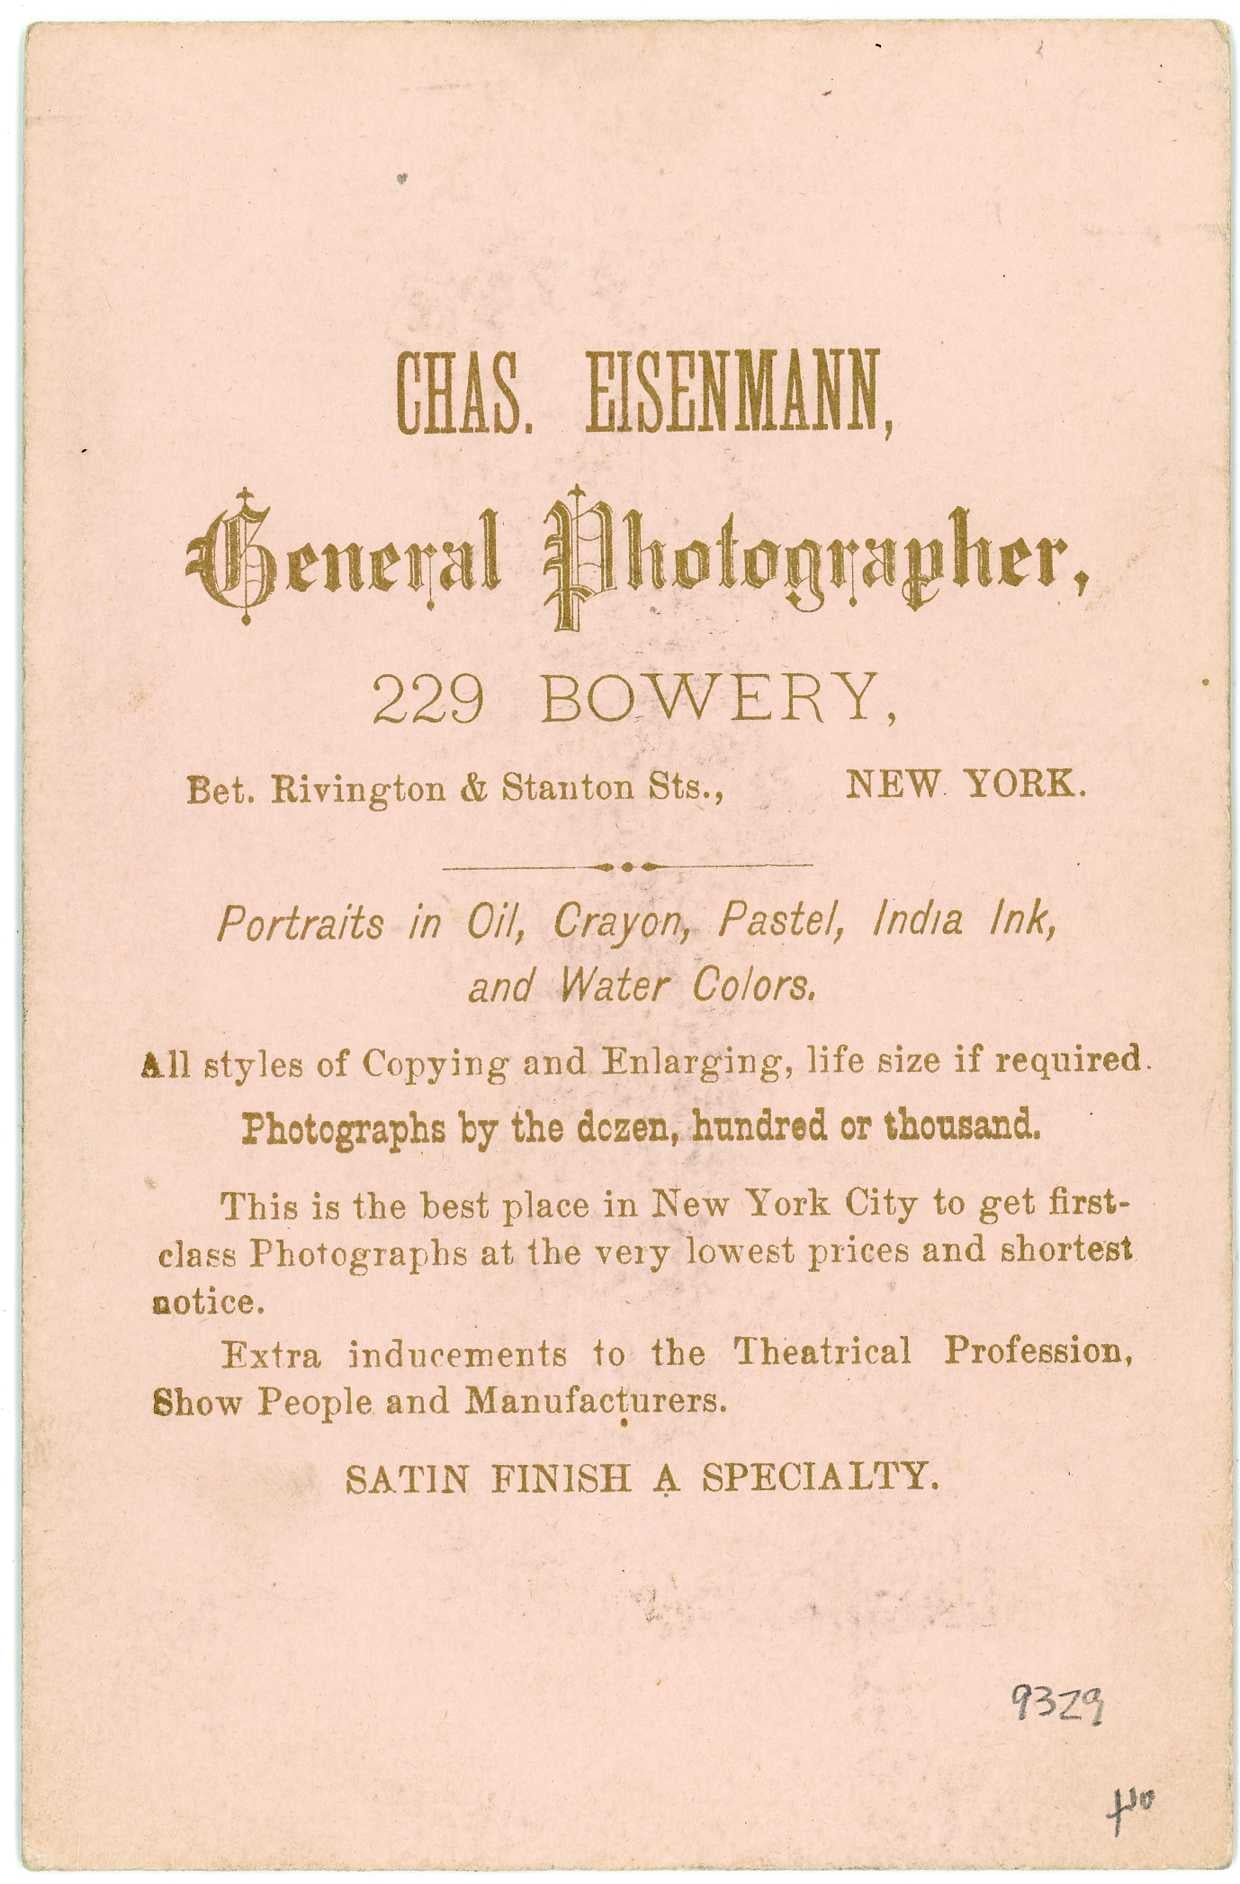 CHAS. EISENMANN,
General Photographer,
229 BOWERY,
Bet. Rivington & Stanton Sts., NEW YORK.
Portraits in Oil, Crayon, Pastel, India Ink,
and Water Colors.
All styles of Copying and Enlarging, life size if required.
Photographs by the dozen, hundred or thousand.
This is the best place in New York City to get first-
class Photographs at the very lowest prices and shortest
notice.
Extra inducements to the Theatrical Profession,
Show People and Manufacturers.
SATIN FINISH A SPECIALTY.
9329